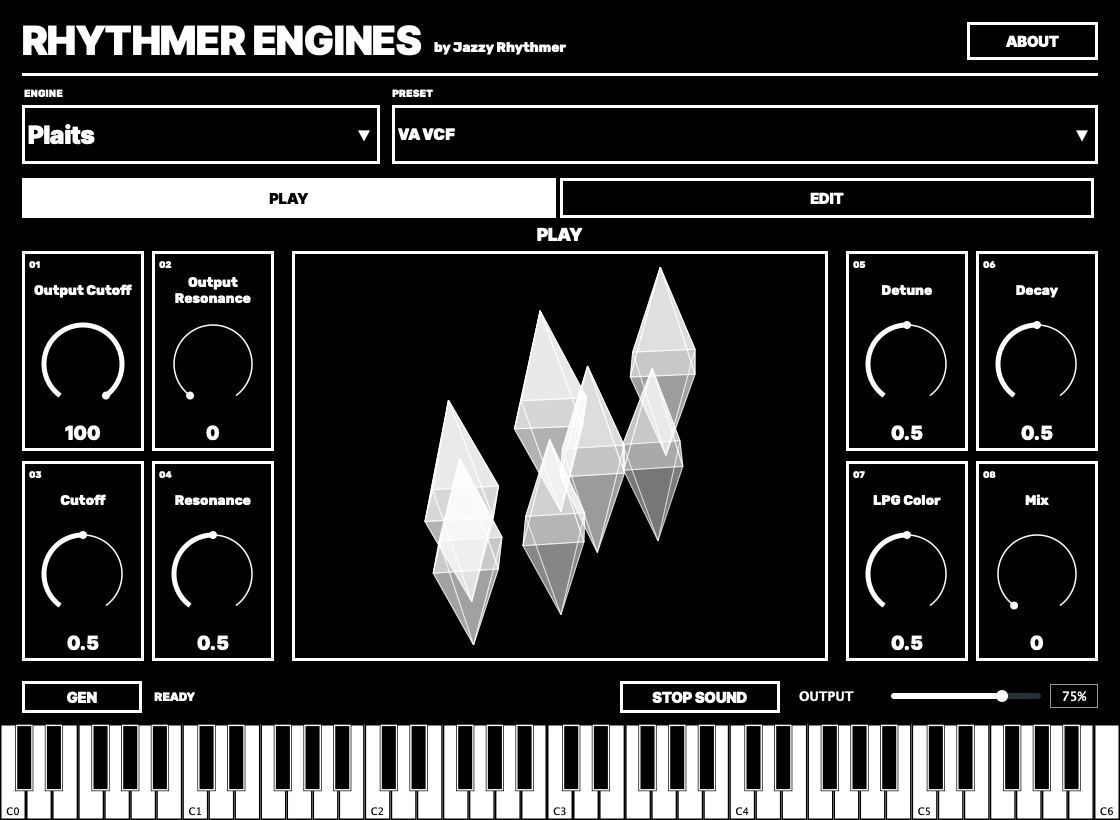 RHYTHMER ENGINES by Jazzy Rhythmer
ABOUT
ENGINE
PRESET
Plaits ▼
VA VCF ▼
PLAY
EDIT
PLAY
01
Output Cutoff
100
02
Output
Resonance
0
03
Cutoff
0.5
04
Resonance
0.5
05
Detune
0.5
06
Decay
0.5
07
LPG Color
0.5
08
Mix
0
GEN
READY
STOP SOUND
OUTPUT
75%
C0 C1 C2 C3 C4 C5 C6